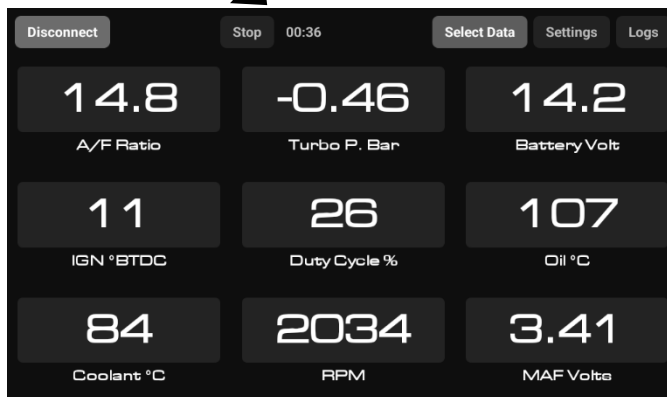 Disconnect Stop 00:36 Select Data Settings Logs
14.8 -0.46 14.2
A/F Ratio Turbo P. Bar Battery Volt
11 26 107
IGN °BTDC Duty Cycle % Oil °C
84 2034 3.41
Coolant °C RPM MAF Volts